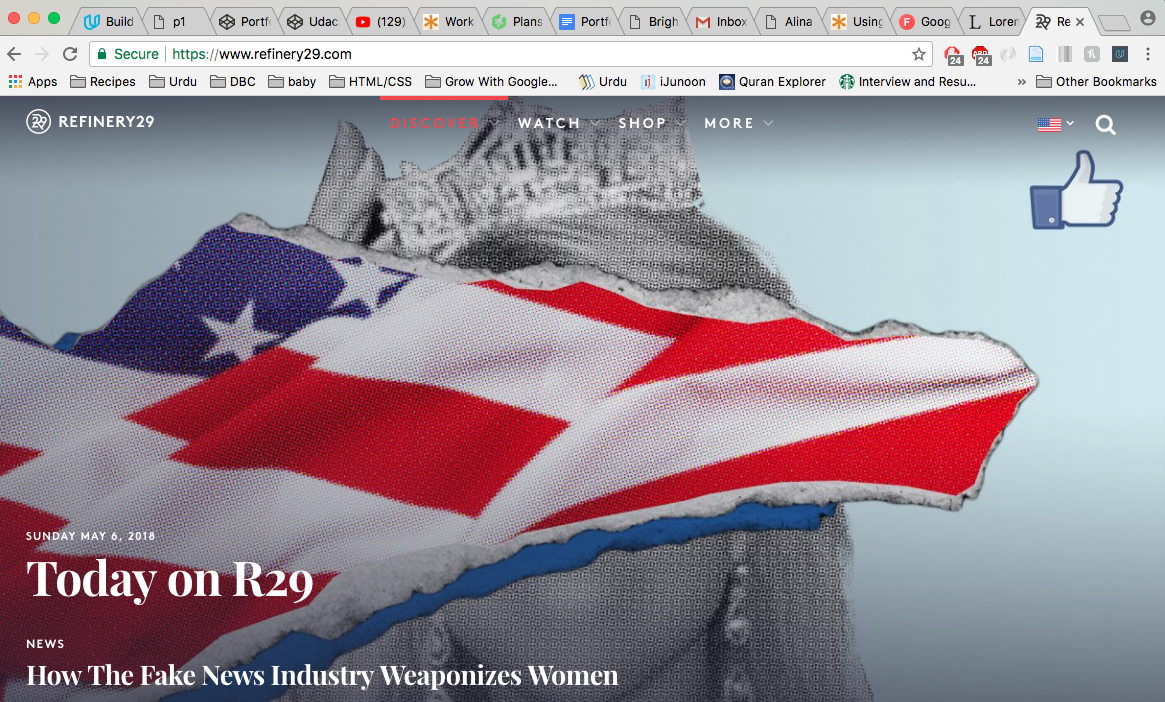 Build
p1
Portf
Udac
(129)
Work
Plans
Portf
Brigh
Inbox
Alina
Using
Goog
Lorem
Re
Secure
https://www.refinery29.com
24
24
Apps
Recipes
Urdu
DBC
baby
HTML/CSS
Grow With Google...
Urdu
iJunoon
Quran Explorer
Interview and Resu...
»
Other Bookmarks
29 REFINERY29
DISCOVER
WATCH
SHOP
MORE
SUNDAY MAY 6, 2018
Today on R29
NEWS
How The Fake News Industry Weaponizes Women